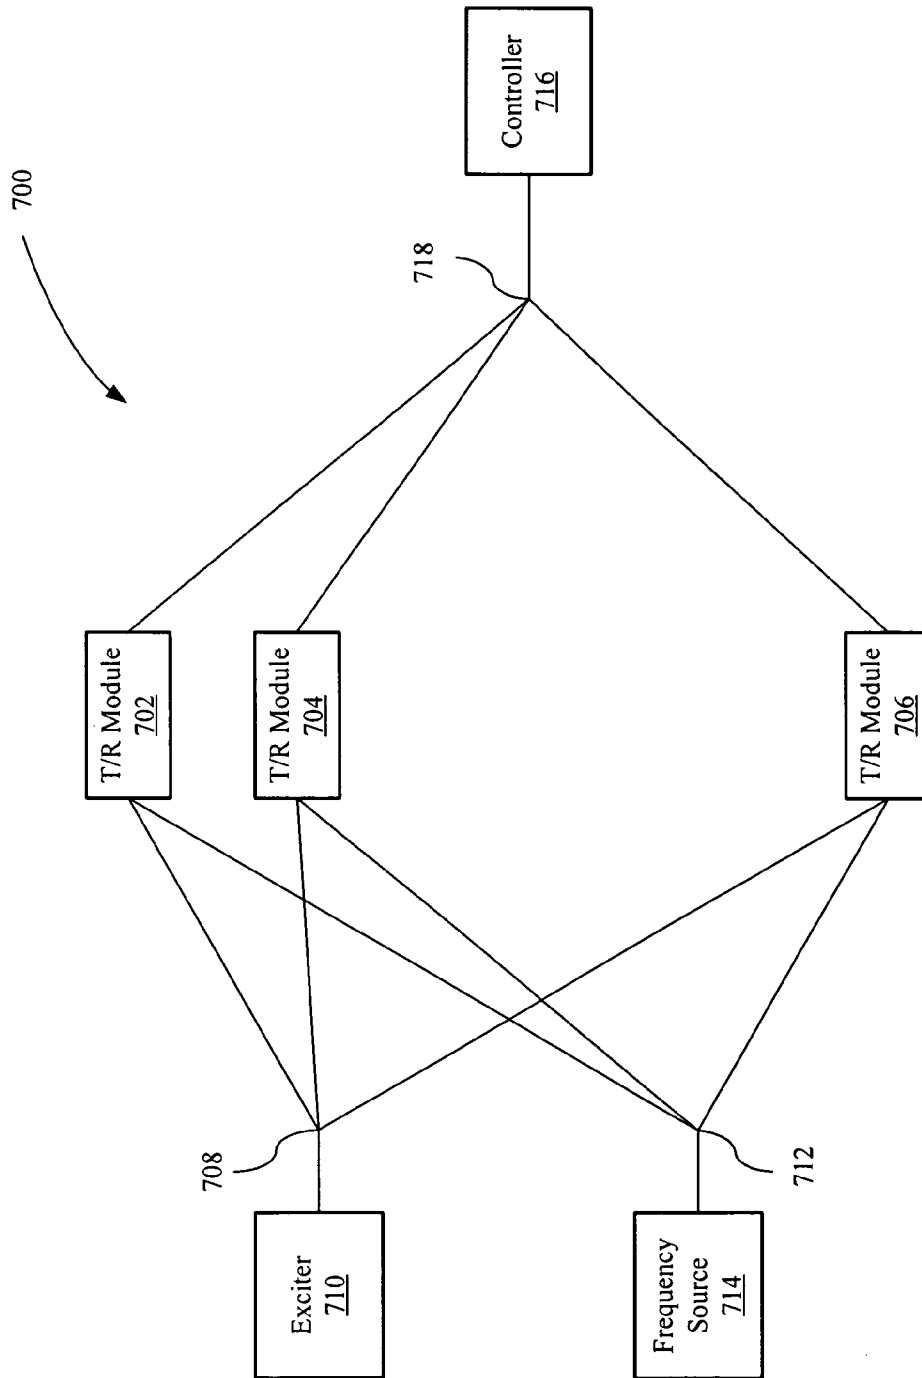 700
T/R Module
702
T/R Module
704
T/R Module
706
Controller
716
718
708
Exciter
710
712
Frequency
Source
714